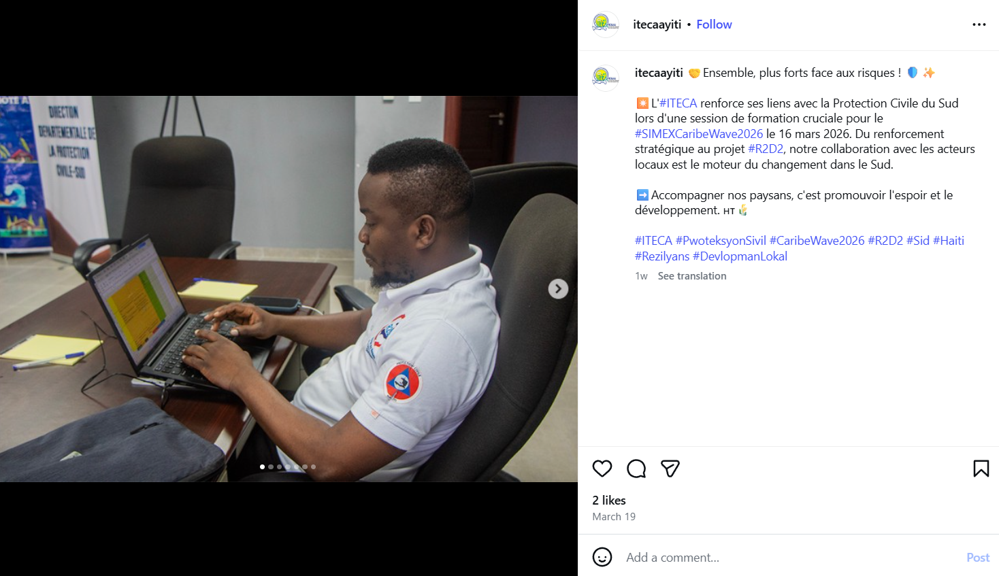 OTE A
DIRECTION
DEPARTEMENTALE DE
LA PROTECTION
CIVILE-SUD
PROTECTION CIVILE
itecaayiti • Follow
itecaayiti 🤝 Ensemble, plus forts face aux risques ! 🛡️ ✨
💥 L'#ITECA renforce ses liens avec la Protection Civile du Sud
lors d'une session de formation cruciale pour le
#SIMEXCaribeWave2026 le 16 mars 2026. Du renforcement
stratégique au projet #R2D2, notre collaboration avec les acteurs
locaux est le moteur du changement dans le Sud.
➡️ Accompagner nos paysans, c'est promouvoir l'espoir et le
développement. ʜᴛ 🌽
#ITECA #PwoteksyonSivil #CaribeWave2026 #R2D2 #Sid #Haiti
#Rezilyans #DevlopmanLokal
1w See translation
2 likes
March 19
Add a comment...
Post